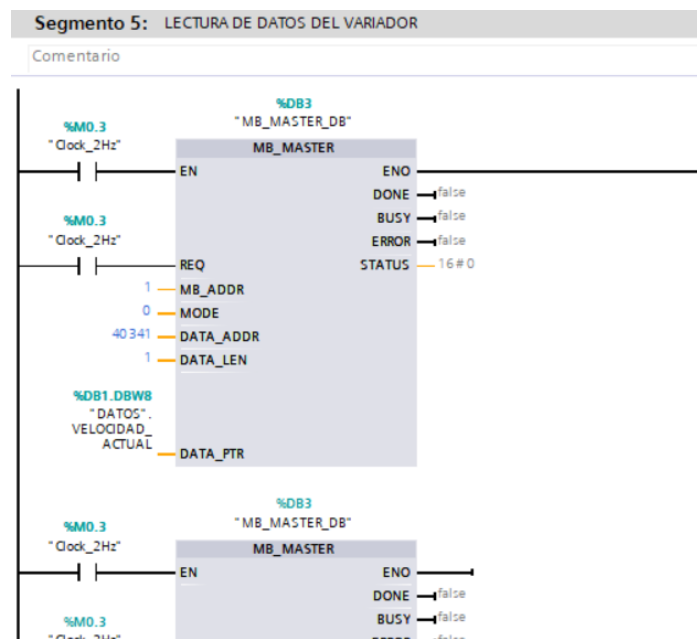 Segmento 5: LECTURA DE DATOS DEL VARIADOR
Comentario
%DB3
"MB_MASTER_DB"
%M0.3
"Clock_2Hz"
MB_MASTER
EN
ENO
DONE
false
BUSY
false
%M0.3
"Clock_2Hz"
ERROR
false
REQ
STATUS
16#0
1
MB_ADDR
0
MODE
40341
DATA_ADDR
1
DATA_LEN
%DB1.DBW8
"DATOS".
VELOCIDAD_
ACTUAL
DATA_PTR
%DB3
"MB_MASTER_DB"
%M0.3
"Clock_2Hz"
MB_MASTER
EN
ENO
DONE
false
BUSY
false
%M0.3
"Clock_2Hz"
ERROR
false